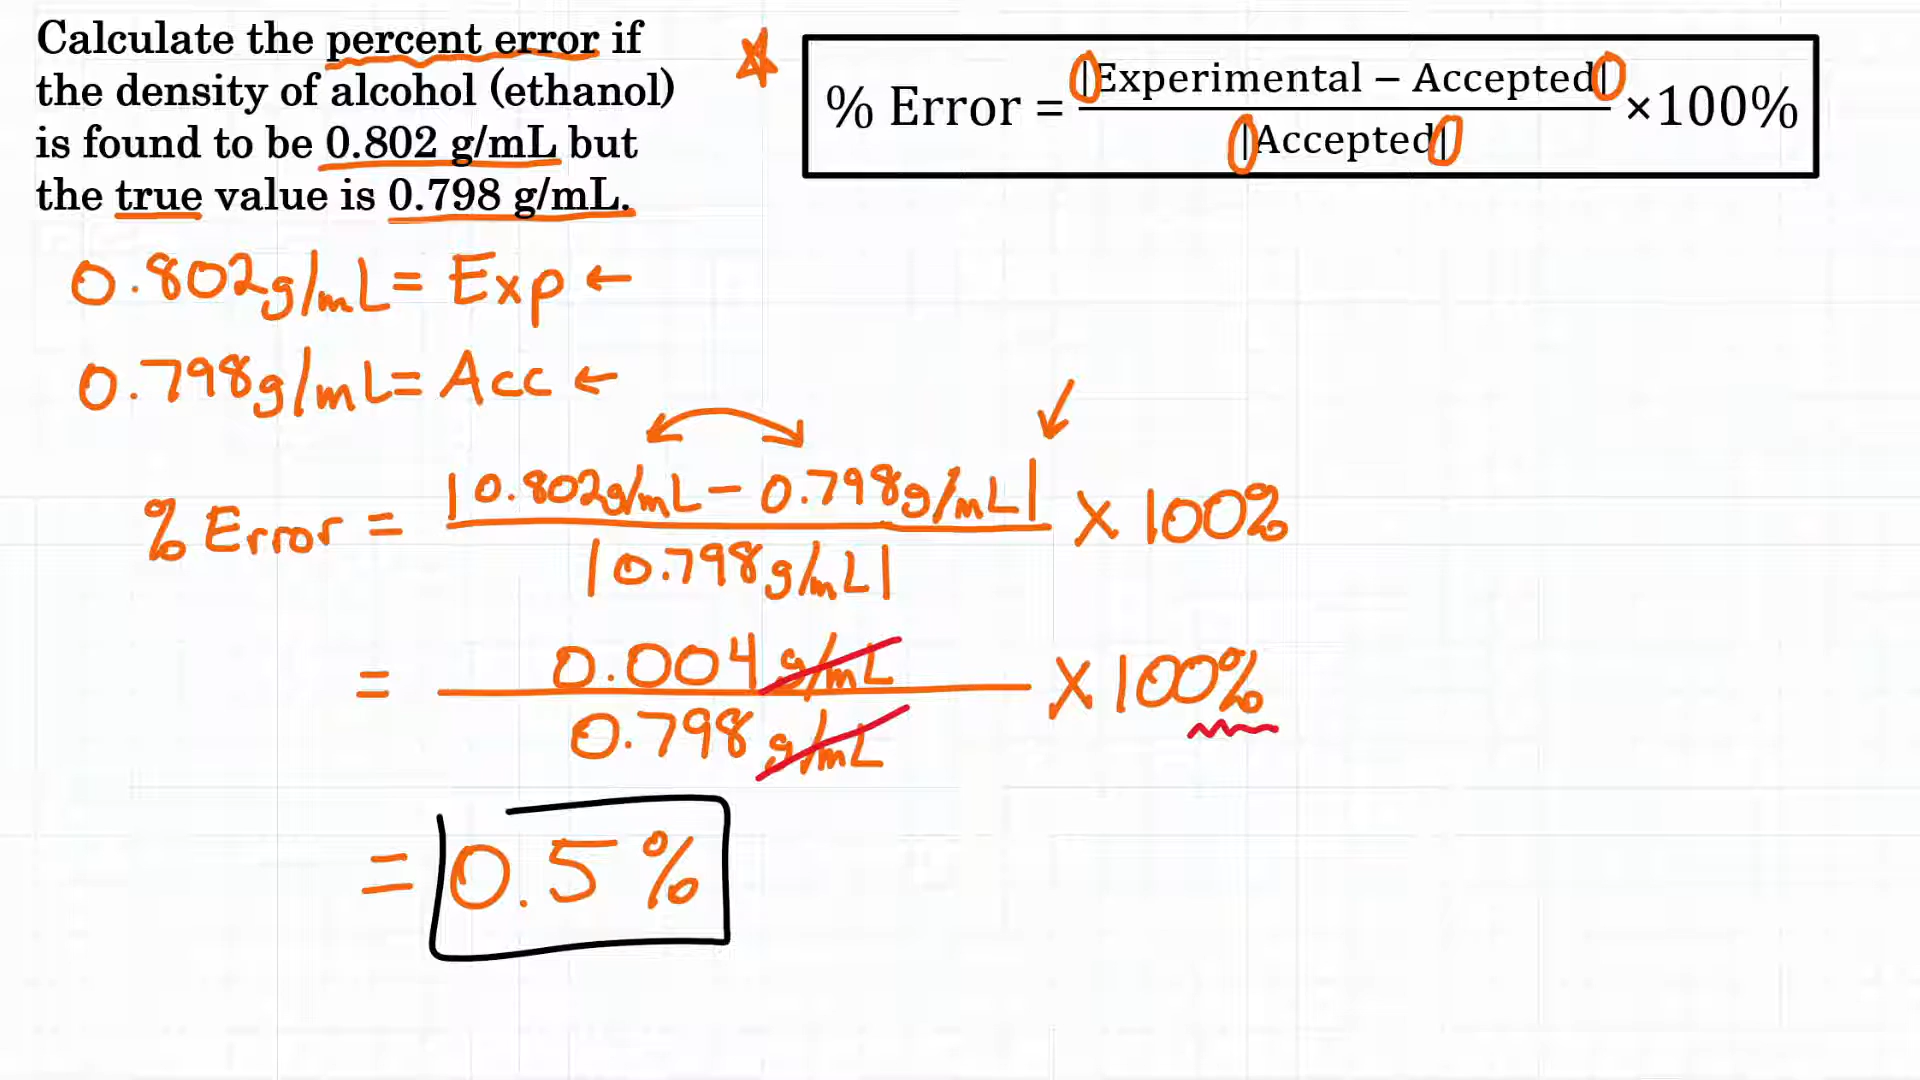 Calculate the percent error if
the density of alcohol (ethanol)
is found to be 0.802 g/mL but
the true value is 0.798 g/mL.
% Error = |Experimental − Accepted| / |Accepted| ×100%
0.802g/mL = Exp ←
0.798g/mL = Acc ←
% Error = |0.802g/mL − 0.798g/mL| / |0.798g/mL| × 100%
= 0.004 g/mL / 0.798 g/mL × 100%
= 0.5%